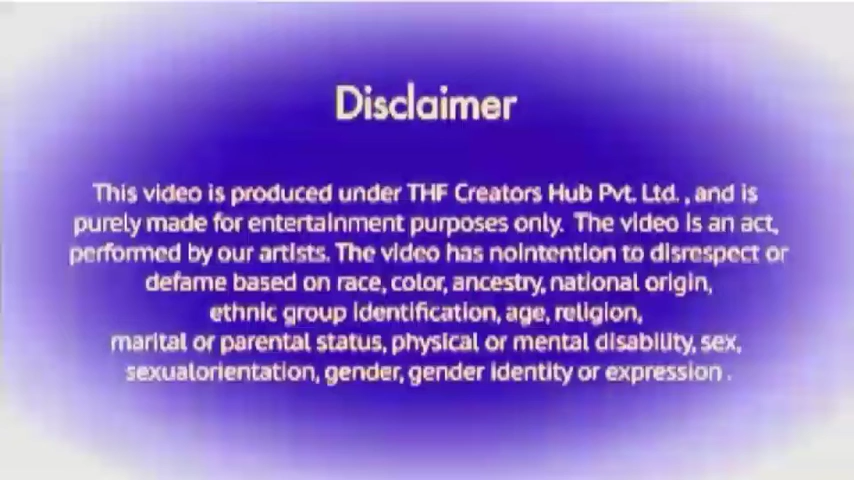 Disclaimer
This video is produced under THF Creators Hub Pvt. Ltd. , and is
purely made for entertainment purposes only. The video is an act,
performed by our artists. The video has nointention to disrespect or
defame based on race, color, ancestry, national origin,
ethnic group identification, age, religion,
marital or parental status, physical or mental disability, sex,
sexualorientation, gender, gender identity or expression .